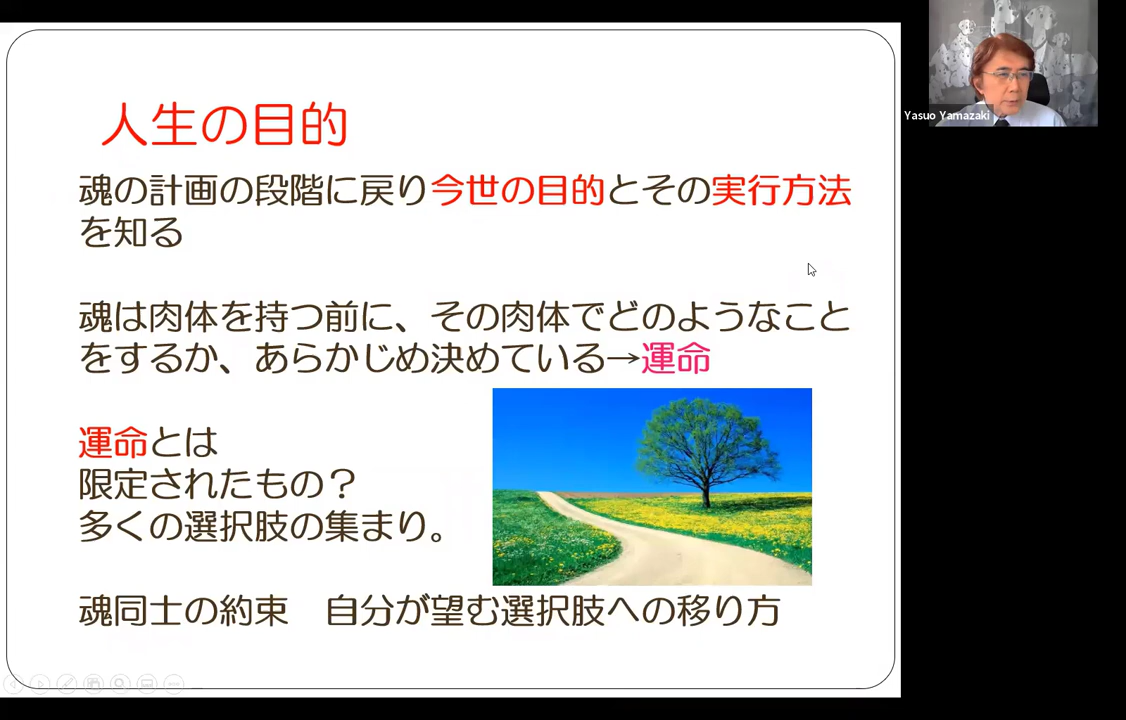 人生の目的
魂の計画の段階に戻り今世の目的とその実行方法
を知る
魂は肉体を持つ前に、その肉体でどのようなこと
をするか、あらかじめ決めている→運命
運命とは
限定されたもの？
多くの選択肢の集まり。
魂同士の約束　自分が望む選択肢への移り方
Yasuo Yamazaki